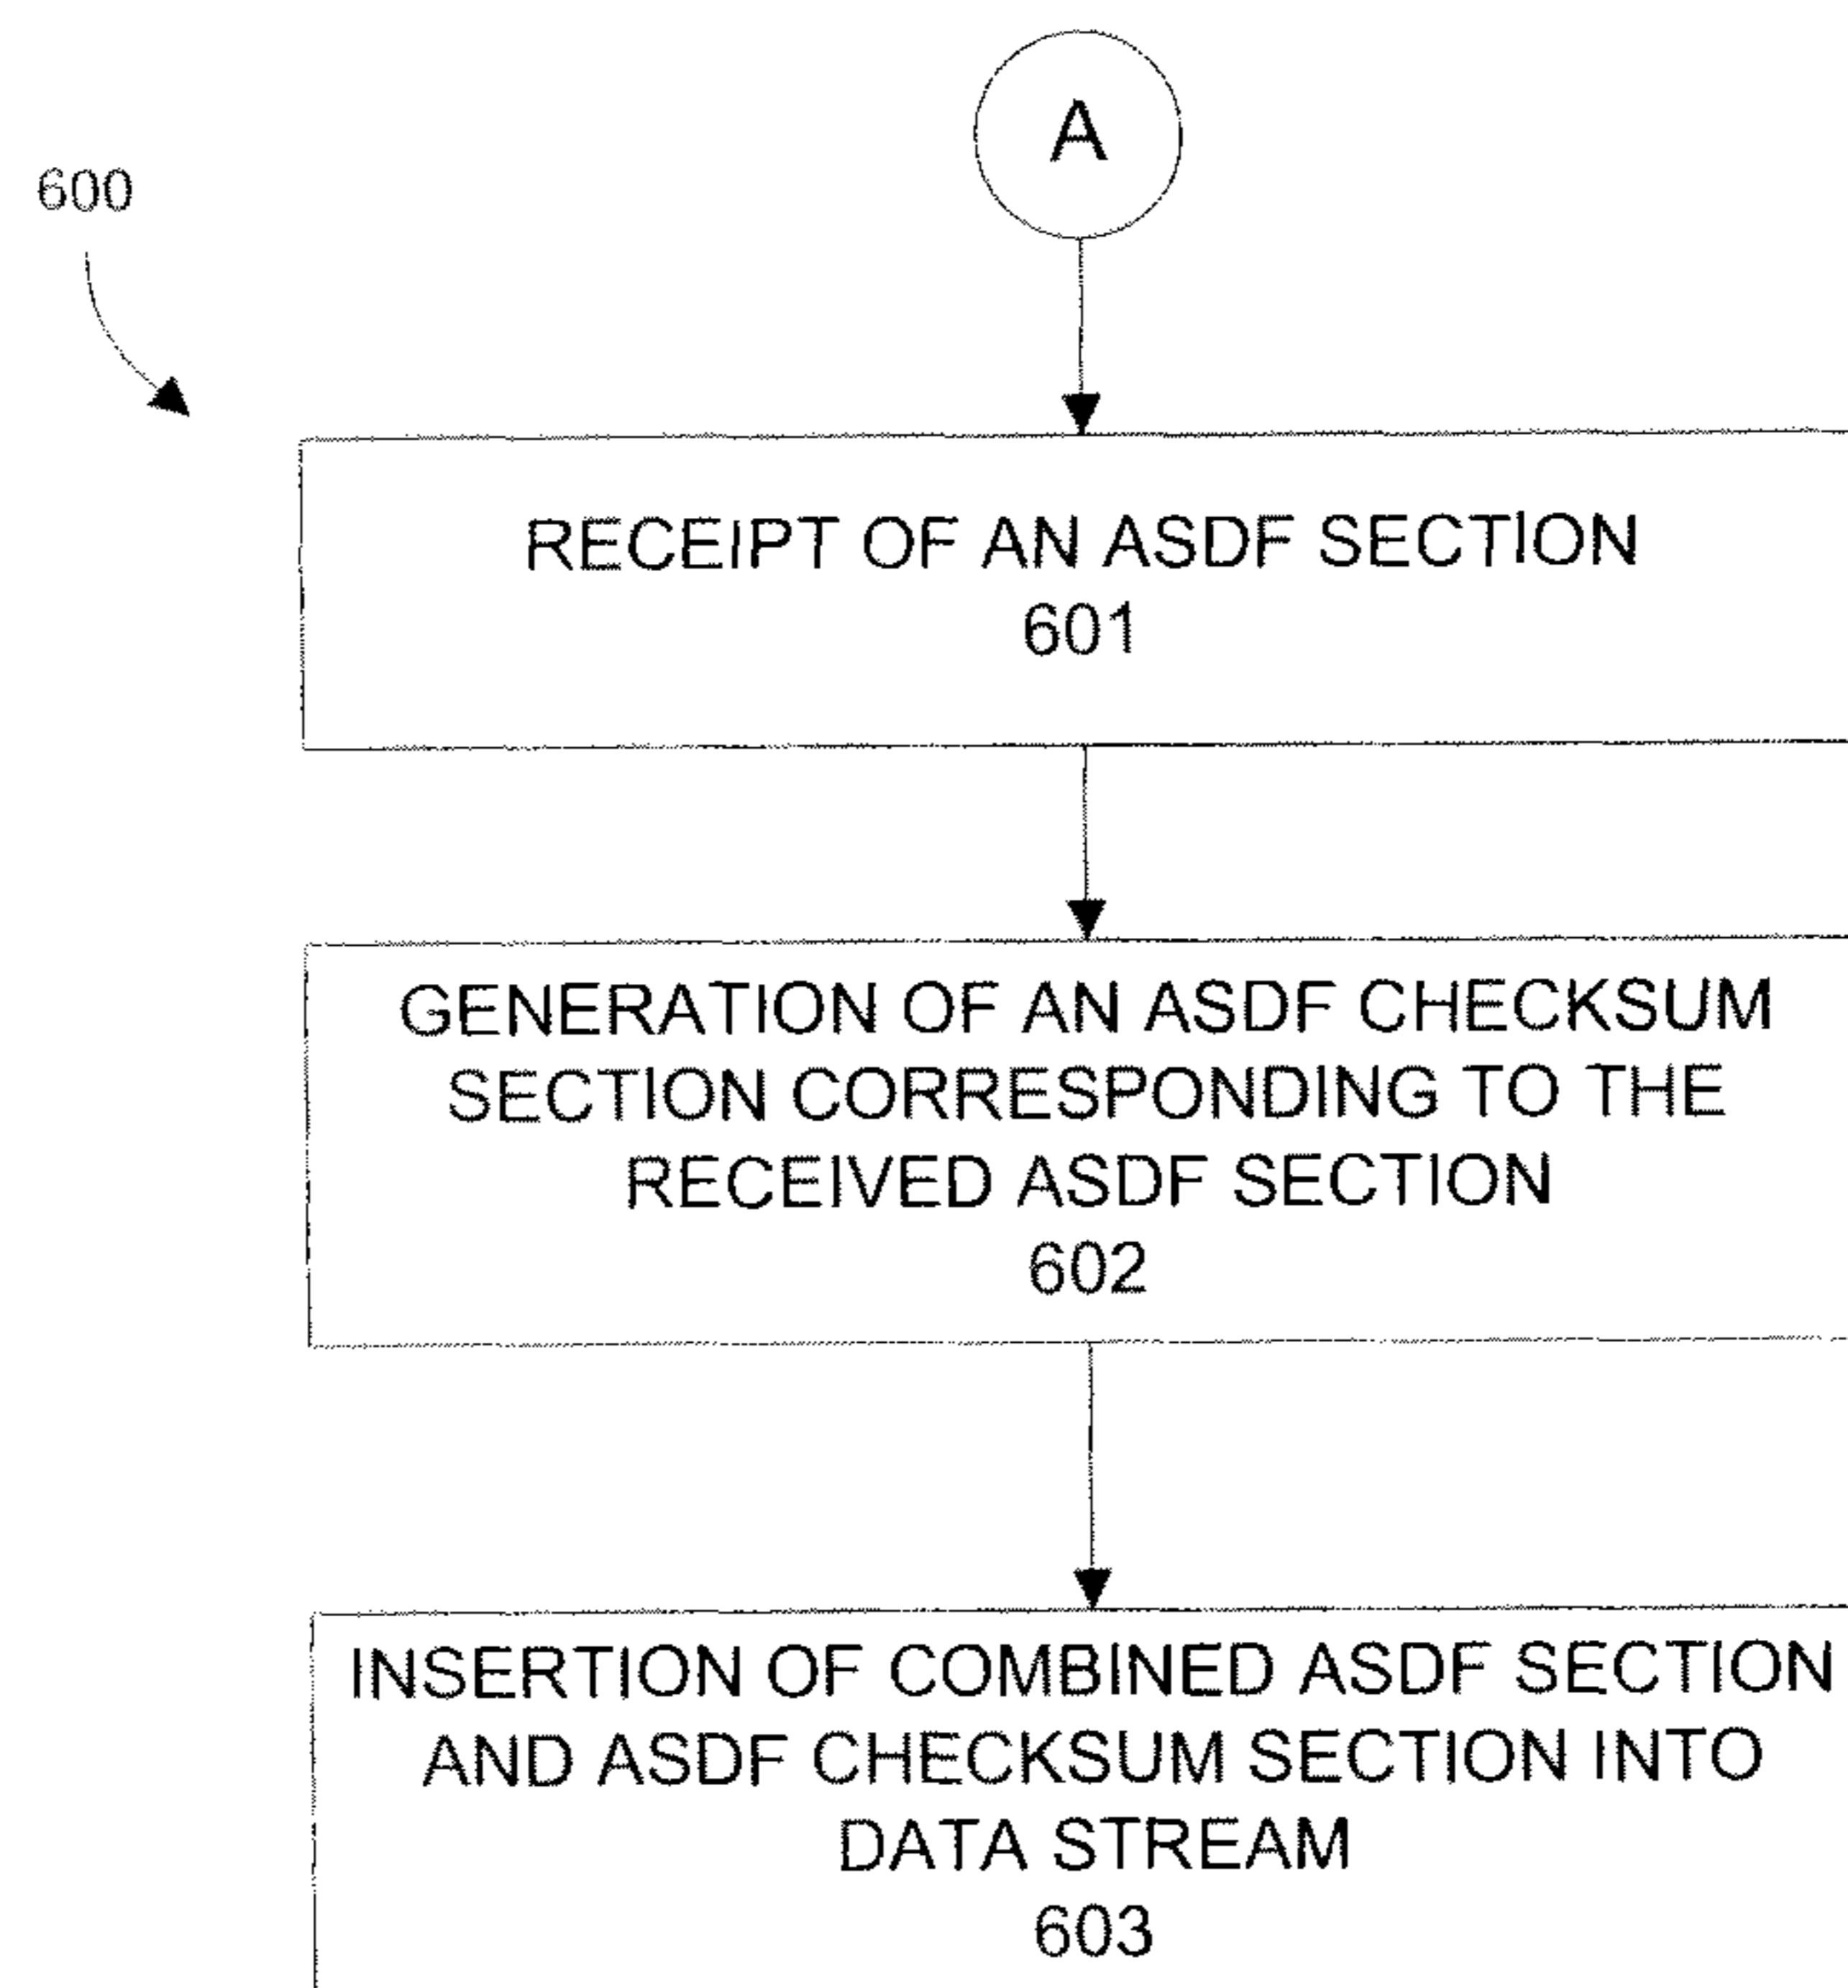 A
600
RECEIPT OF AN ASDF SECTION
601
GENERATION OF AN ASDF CHECKSUM
SECTION CORRESPONDING TO THE
RECEIVED ASDF SECTION
602
INSERTION OF COMBINED ASDF SECTION
AND ASDF CHECKSUM SECTION INTO
DATA STREAM
603